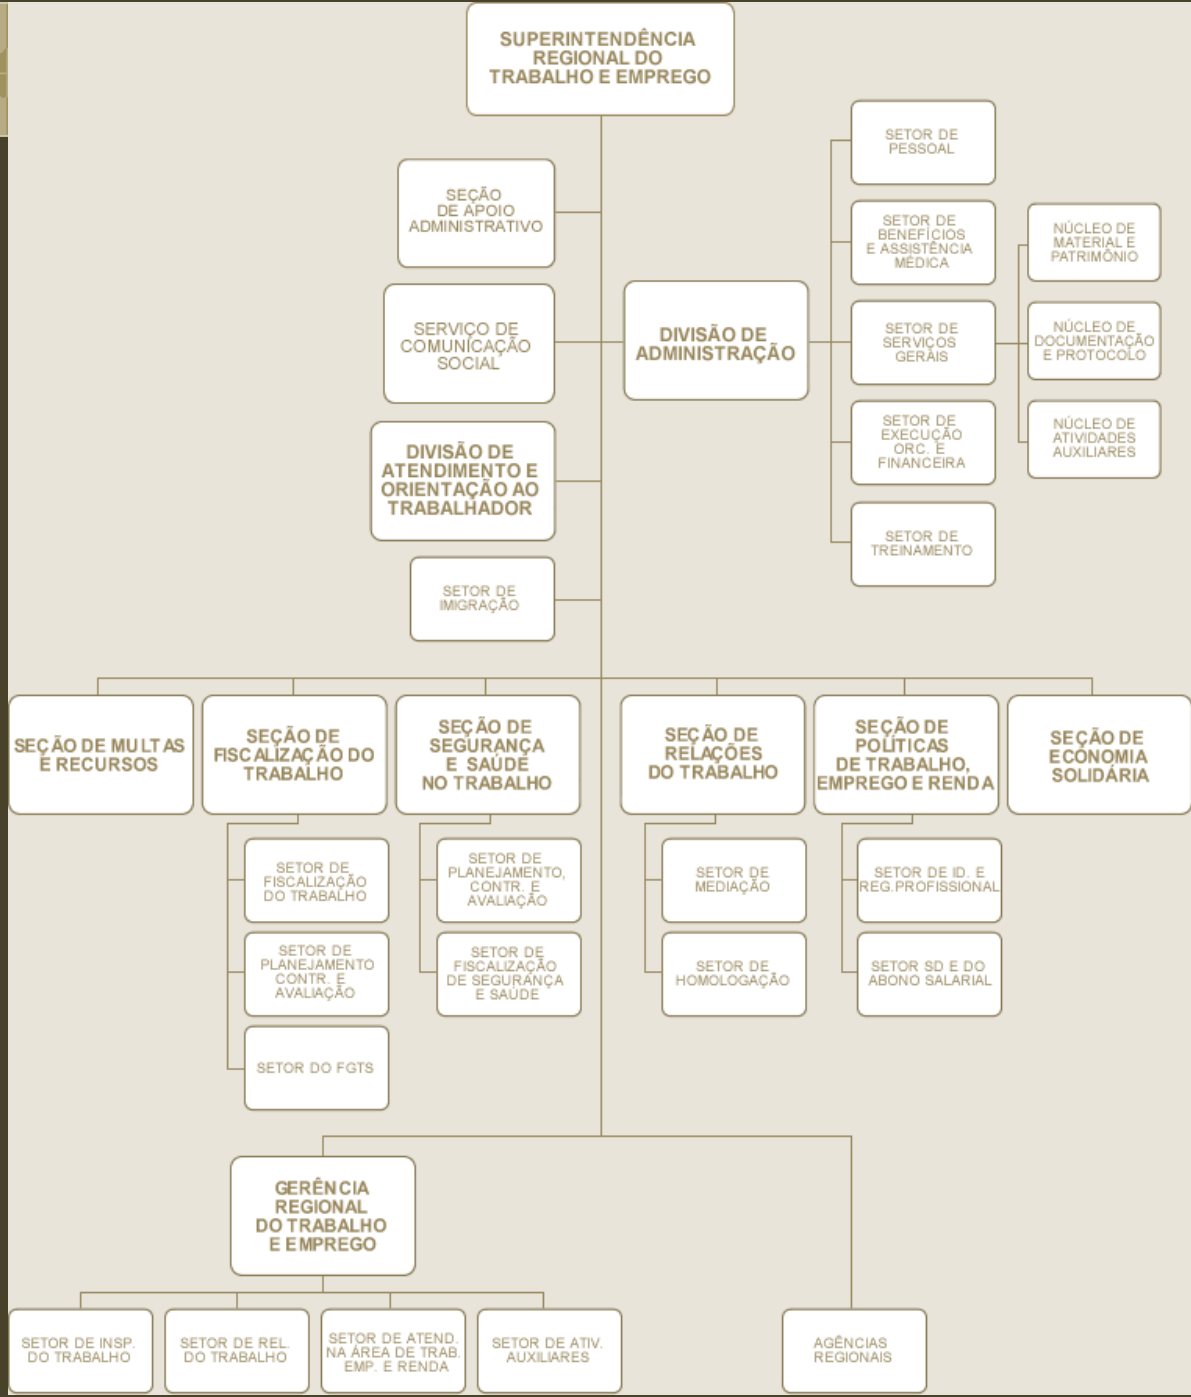 SUPERINTENDÊNCIA
REGIONAL DO
TRABALHO E EMPREGO
SETOR DE
PESSOAL
SEÇÃO
DE APOIO
ADMINISTRATIVO
SETOR DE
BENEFÍCIOS
E ASSISTÊNCIA
MÉDICA
NÚCLEO DE
MATERIAL E
PATRIMÔNIO
SERVIÇO DE
COMUNICAÇÃO
SOCIAL
DIVISÃO DE
ADMINISTRAÇÃO
SETOR DE
SERVIÇOS
GERAIS
NÚCLEO DE
DOCUMENTAÇÃO
E PROTOCOLO
DIVISÃO DE
ATENDIMENTO E
ORIENTAÇÃO AO
TRABALHADOR
SETOR DE
EXECUÇÃO
ORC. E
FINANCEIRA
NÚCLEO DE
ATIVIDADES
AUXILIARES
SETOR DE
TREINAMENTO
SETOR DE
IMIGRAÇÃO
SEÇÃO DE MULTAS
E RECURSOS
SEÇÃO DE
FISCALIZAÇÃO DO
TRABALHO
SEÇÃO DE
SEGURANÇA
E SAÚDE
NO TRABALHO
SEÇÃO DE
RELAÇÕES
DO TRABALHO
SEÇÃO DE
POLÍTICAS
DE TRABALHO,
EMPREGO E RENDA
SEÇÃO DE
ECONOMIA
SOLIDÁRIA
SETOR DE
FISCALIZAÇÃO
DO TRABALHO
SETOR DE
PLANEJAMENTO,
CONTR. E
AVALIAÇÃO
SETOR DE
MEDIAÇÃO
SETOR DE ID. E
REG.PROFISSIONAL
SETOR DE
PLANEJAMENTO
CONTR. E
AVALIAÇÃO
SETOR DE
FISCALIZAÇÃO
DE SEGURANÇA
E SAÚDE
SETOR DE
HOMOLOGAÇÃO
SETOR SD E DO
ABONO SALARIAL
SETOR DO FGTS
GERÊNCIA
REGIONAL
DO TRABALHO
E EMPREGO
SETOR DE INSP.
DO TRABALHO
SETOR DE REL.
DO TRABALHO
SETOR DE ATEND.
NA ÁREA DE TRAB.
EMP. E RENDA
SETOR DE ATIV.
AUXILIARES
AGÊNCIAS
REGIONAIS